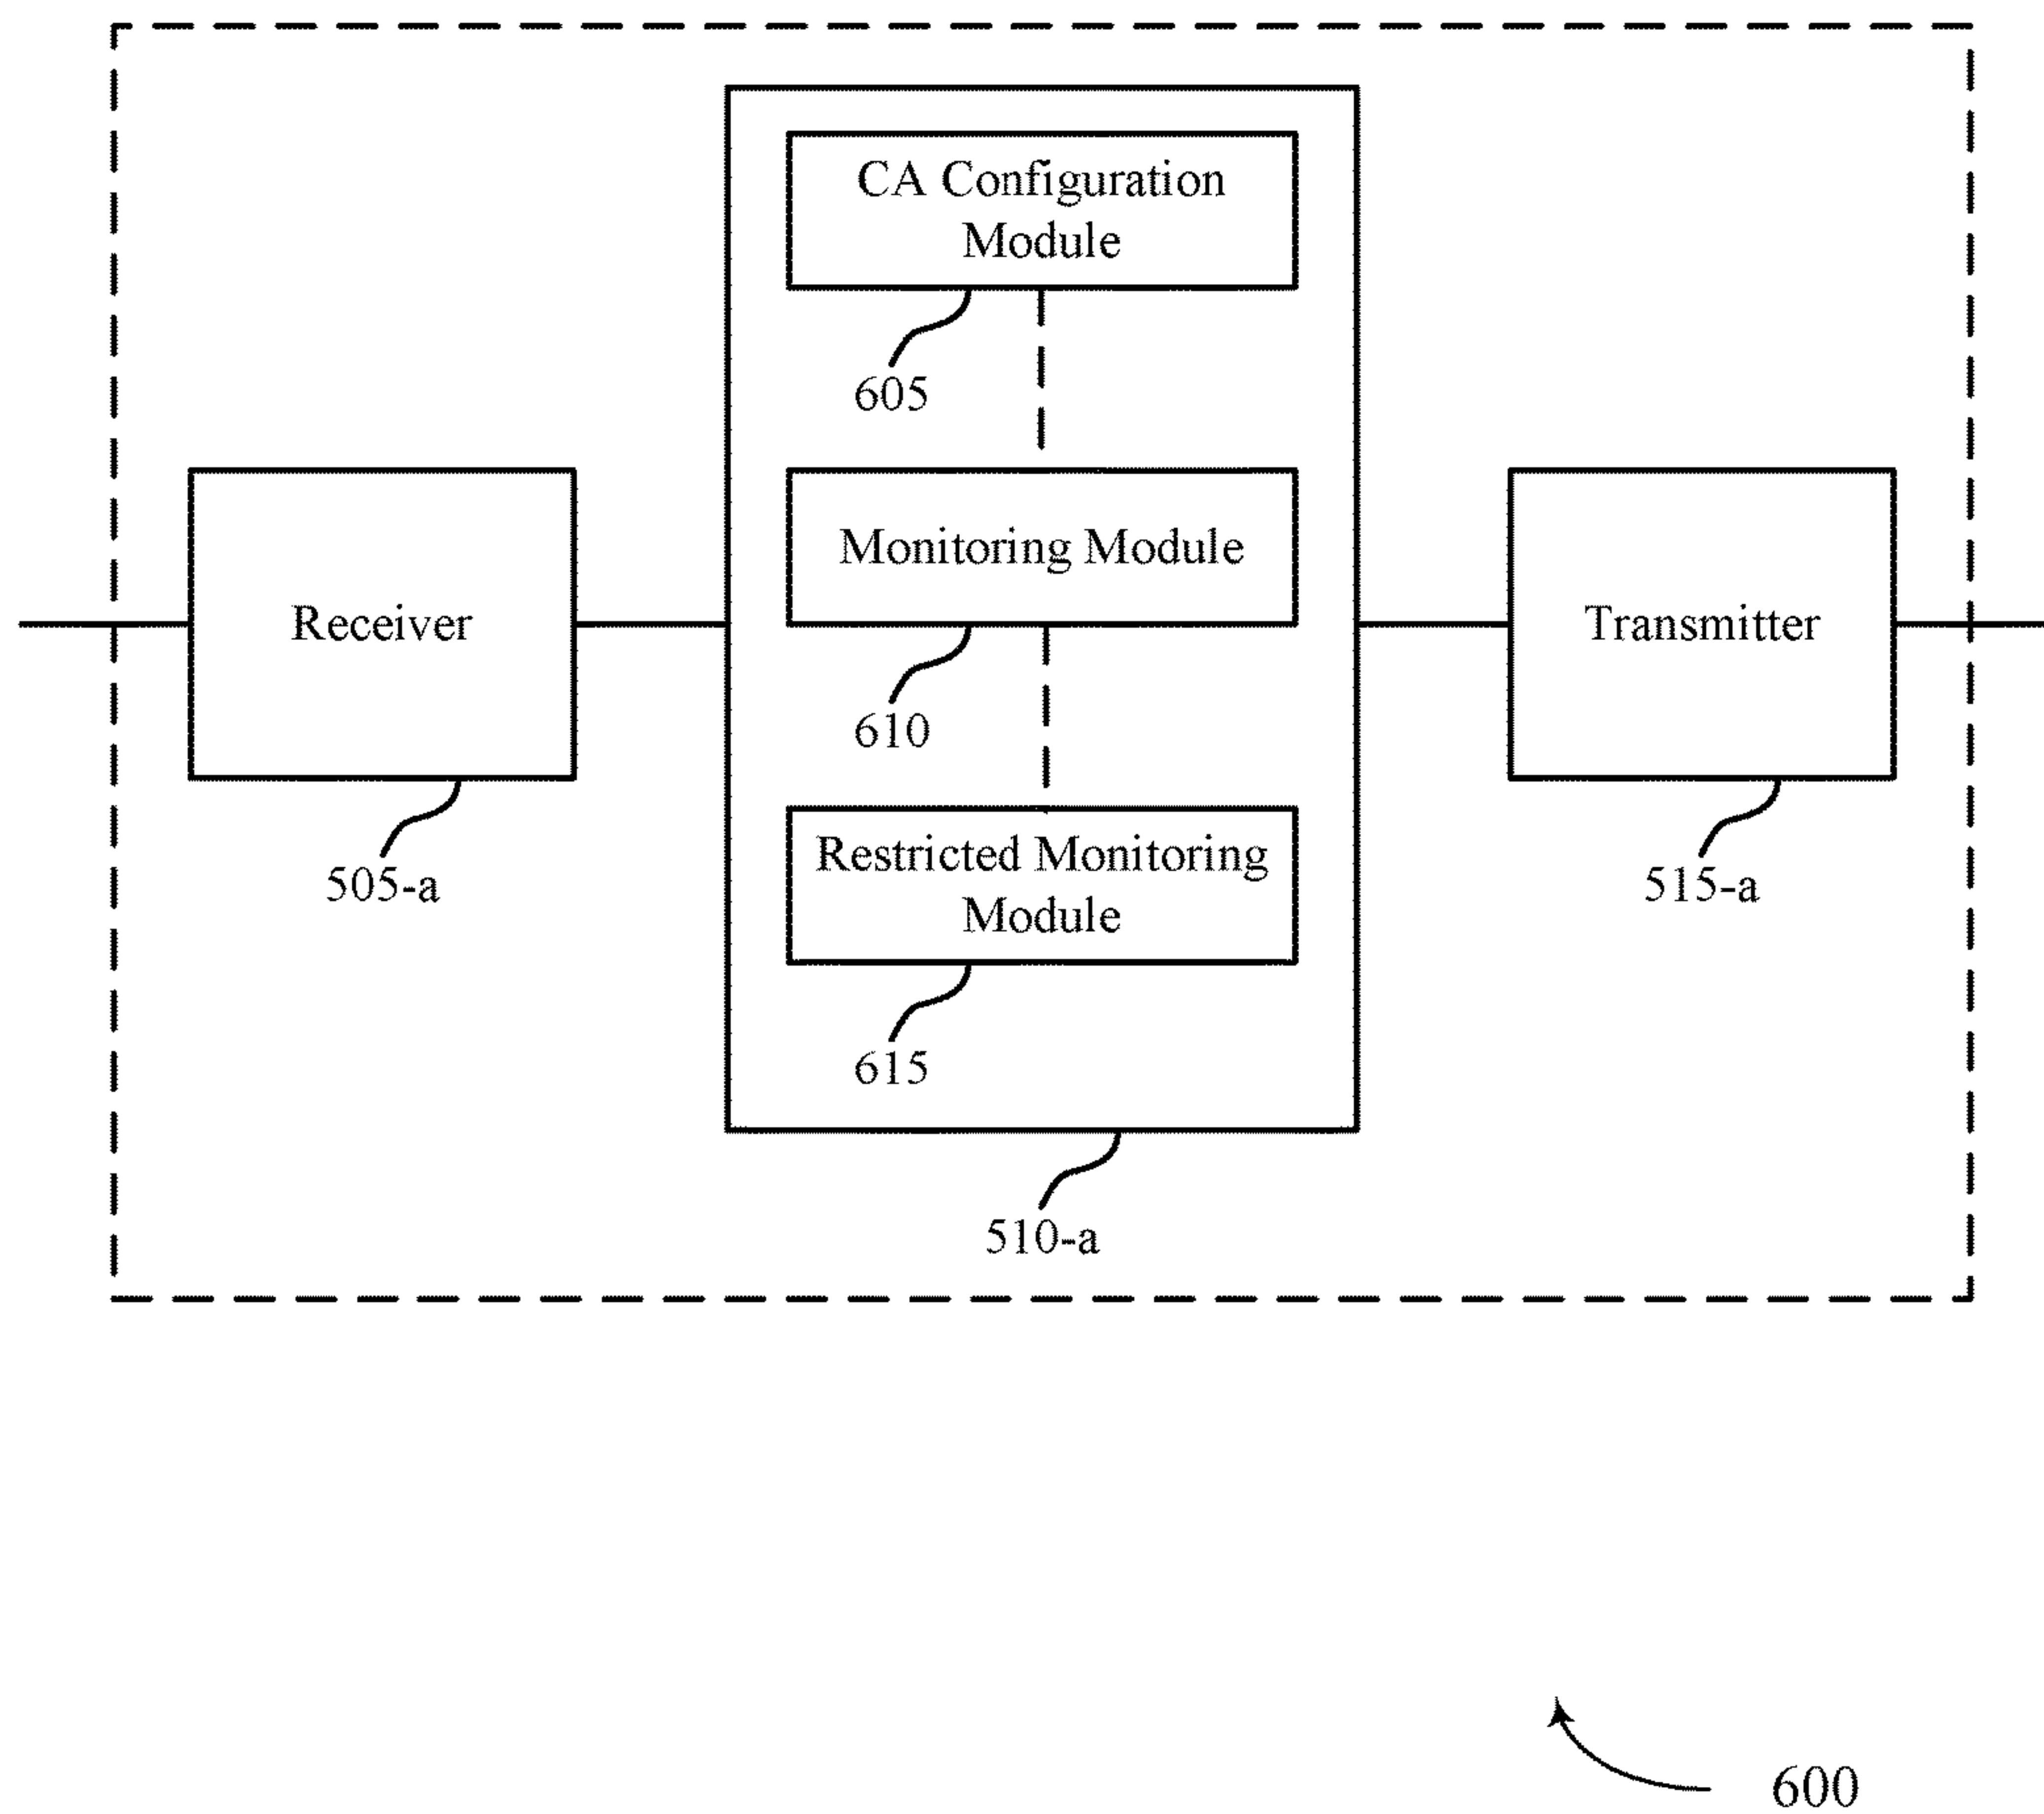 CA Configuration
Module
605
Monitoring Module
610
Receiver
505-a
Transmitter
515-a
Restricted Monitoring
Module
615
510-a
600